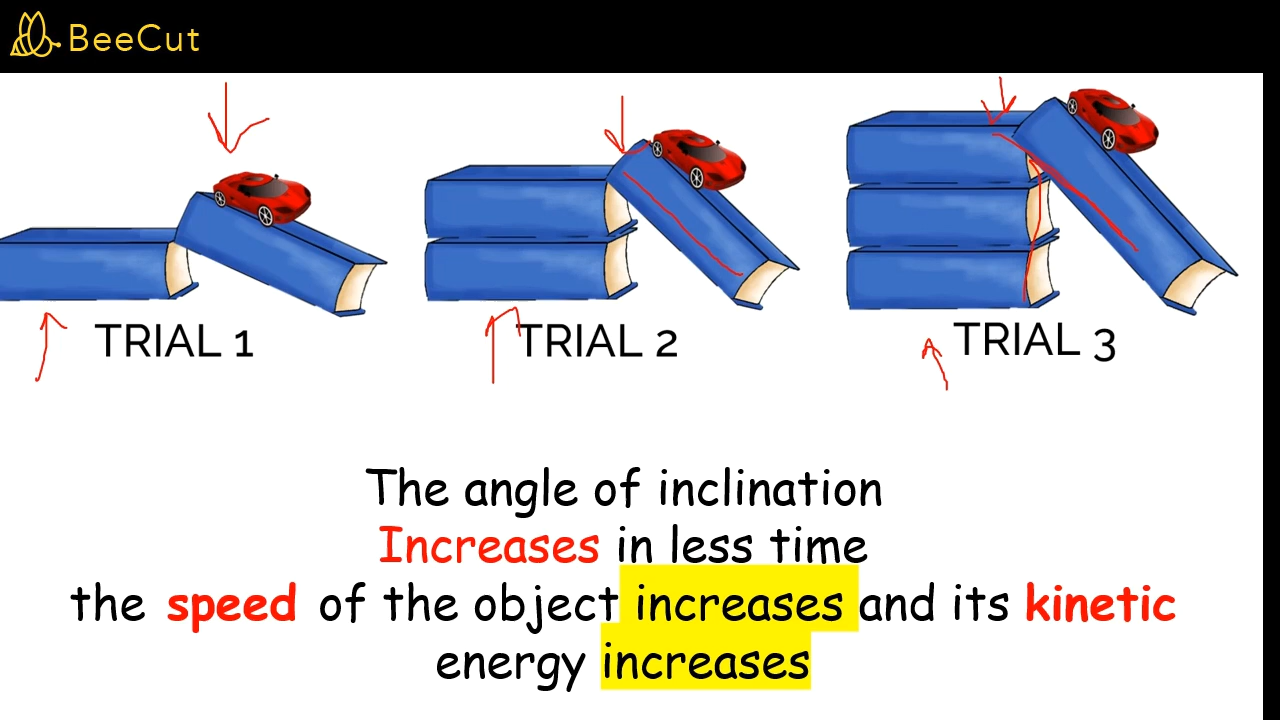 BeeCut
TRIAL 1
TRIAL 2
TRIAL 3
The angle of inclination
Increases in less time
the speed of the object increases and its kinetic
energy increases